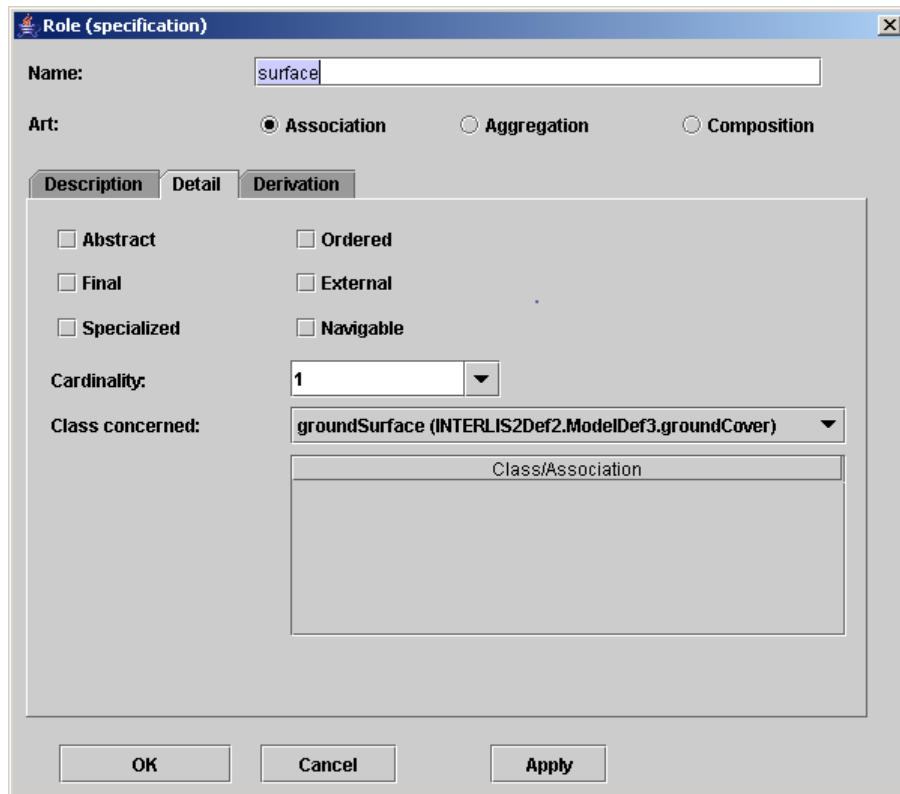 Role (specification)
Name: surface
Art: Association Aggregation Composition
Description Detail Derivation
Abstract Ordered
Final External
Specialized Navigable
Cardinality: 1
Class concerned: groundSurface (INTERLIS2Def2.ModelDef3.groundCover)
Class/Association
OK Cancel Apply